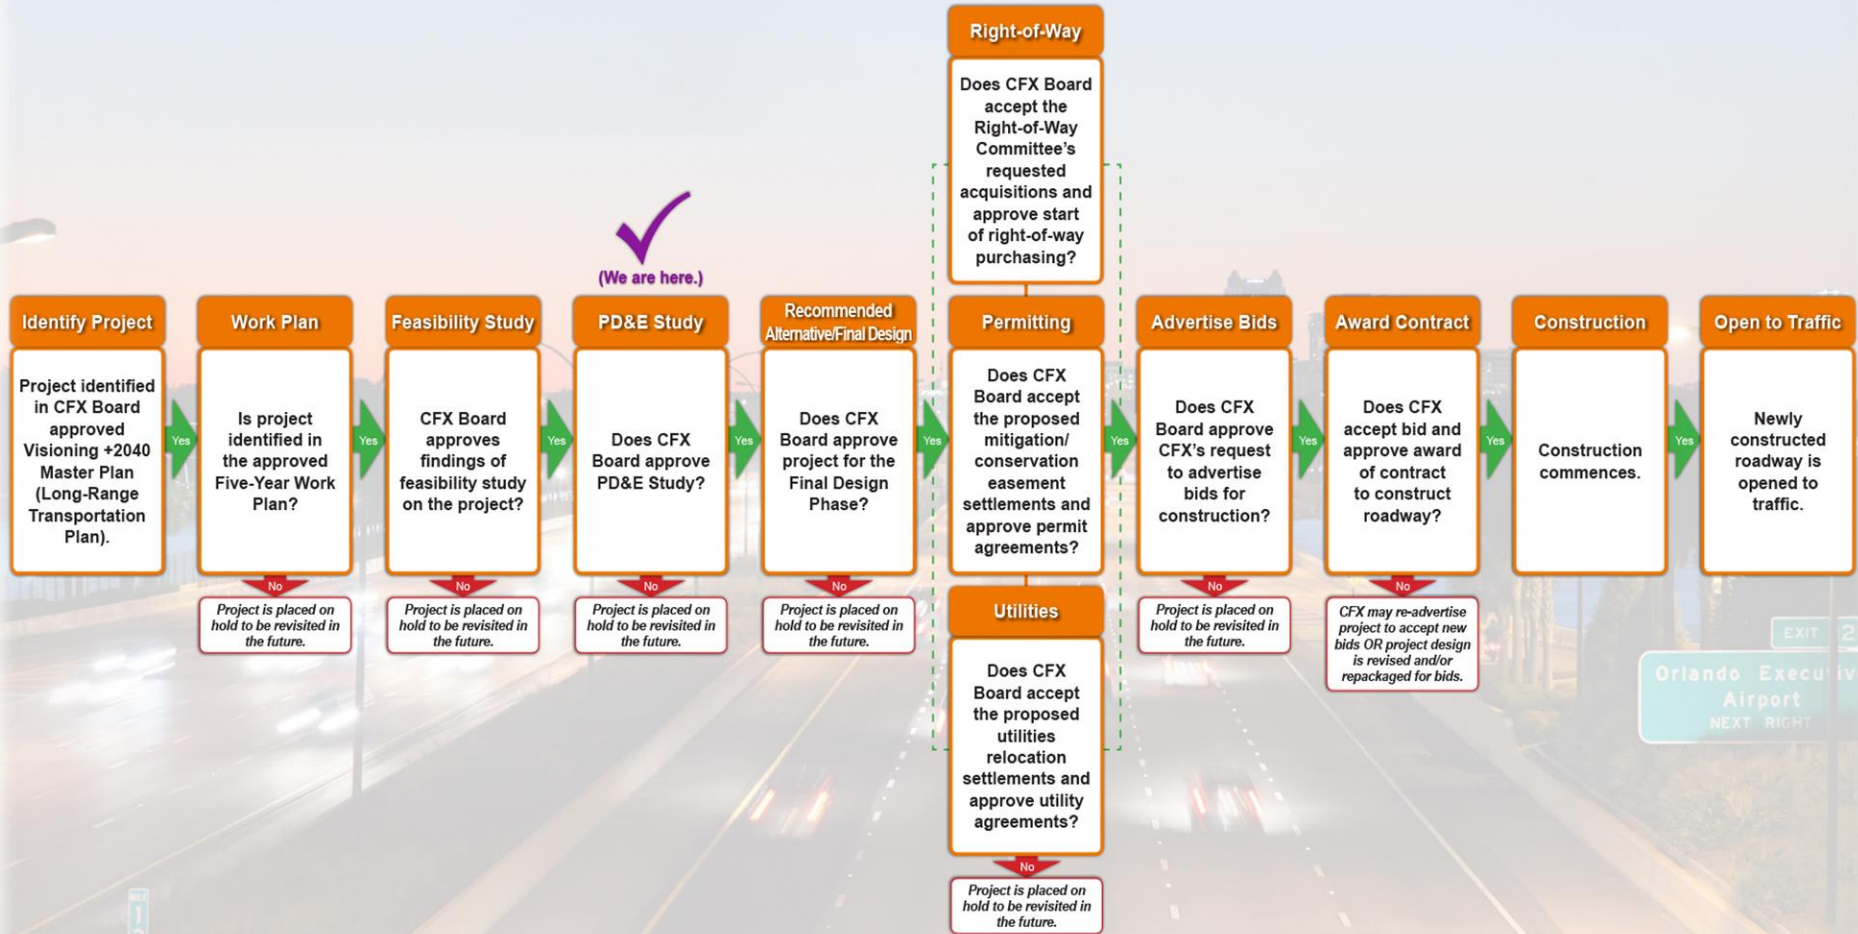 (We are here.)
Identify Project
Project identified
in CFX Board
approved
Visioning +2040
Master Plan
(Long-Range
Transportation
Plan).
Yes
Work Plan
Is project
identified in
the approved
Five-Year Work
Plan?
No
Project is placed on
hold to be revisited in
the future.
Yes
Feasibility Study
CFX Board
approves
findings of
feasibility study
on the project?
No
Project is placed on
hold to be revisited in
the future.
Yes
PD&E Study
Does CFX
Board approve
PD&E Study?
No
Project is placed on
hold to be revisited in
the future.
Yes
Recommended
Alternative/Final Design
Does CFX
Board approve
project for the
Final Design
Phase?
No
Project is placed on
hold to be revisited in
the future.
Yes
Right-of-Way
Does CFX Board
accept the
Right-of-Way
Committee's
requested
acquisitions and
approve start
of right-of-way
purchasing?
Permitting
Does CFX
Board accept
the proposed
mitigation/
conservation
easement
settlements and
approve permit
agreements?
Utilities
Does CFX
Board accept
the proposed
utilities
relocation
settlements and
approve utility
agreements?
No
Project is placed on
hold to be revisited in
the future.
Yes
Advertise Bids
Does CFX
Board approve
CFX's request
to advertise
bids for
construction?
No
Project is placed on
hold to be revisited in
the future.
Yes
Award Contract
Does CFX
accept bid and
approve award
of contract
to construct
roadway?
No
CFX may re-advertise
project to accept new
bids OR project design
is revised and/or
repackaged for bids.
Yes
Construction
Construction
commences.
Yes
Open to Traffic
Newly
constructed
roadway is
opened to
traffic.
EXIT
Orlando Executive
Airport
NEXT RIGHT